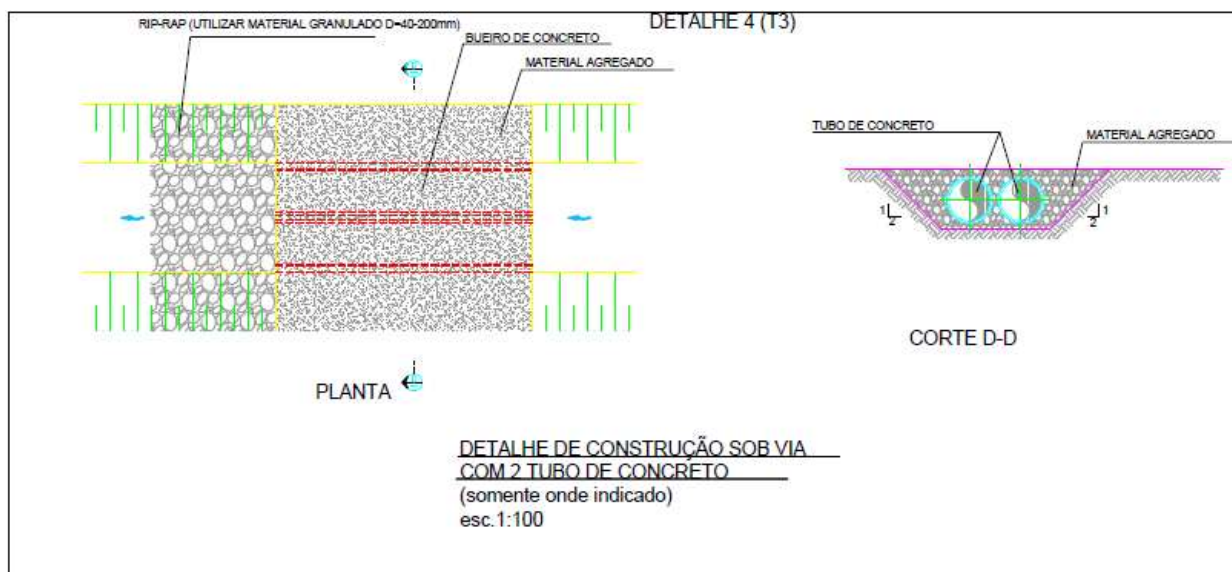 DETALHE 4 (T3)
RIP-RAP (UTILIZAR MATERIAL GRANULADO D=40-200mm)
BUEIRO DE CONCRETO
MATERIAL AGREGADO
TUBO DE CONCRETO
MATERIAL AGREGADO
1
2
1
2
CORTE D-D
PLANTA
DETALHE DE CONSTRUÇÃO SOB VIA
COM 2 TUBO DE CONCRETO
(somente onde indicado)
esc.1:100